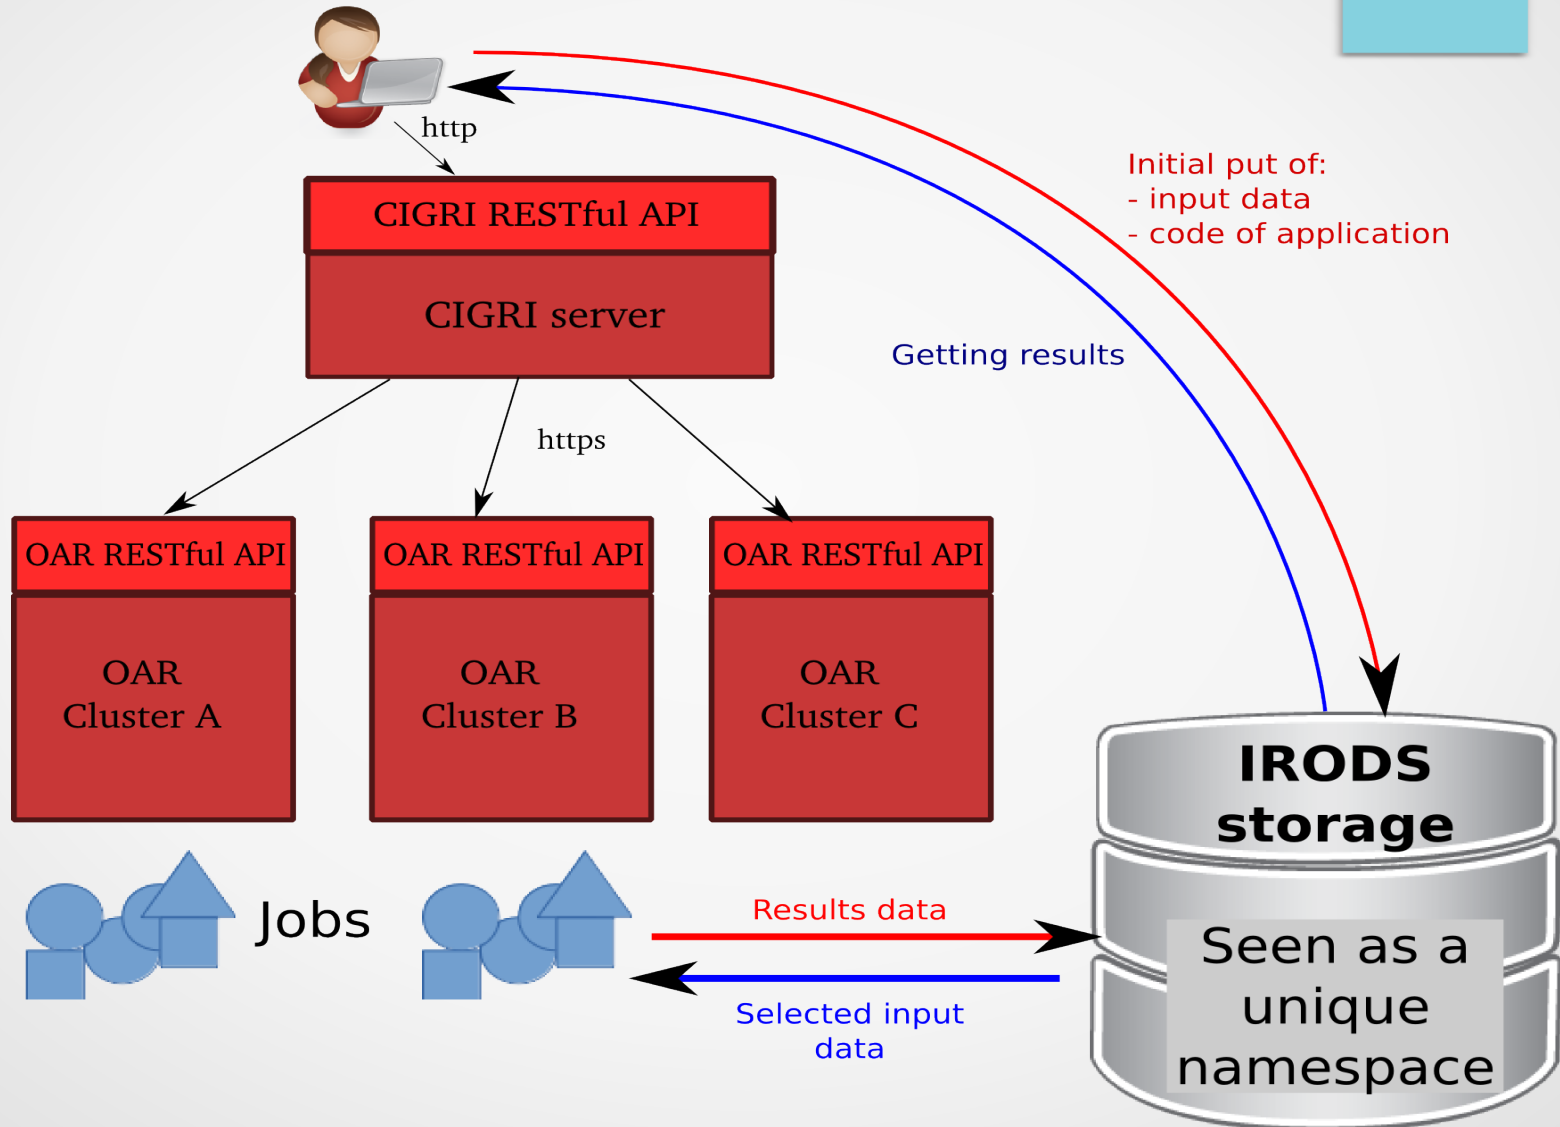 http
CIGRI RESTful API
CIGRI server
Initial put of:
- input data
- code of application
Getting results
https
OAR RESTful API
OAR
Cluster A
OAR RESTful API
OAR
Cluster B
OAR RESTful API
OAR
Cluster C
IRODS
storage
Seen as a
unique
namespace
Jobs
Results data
Selected input
data